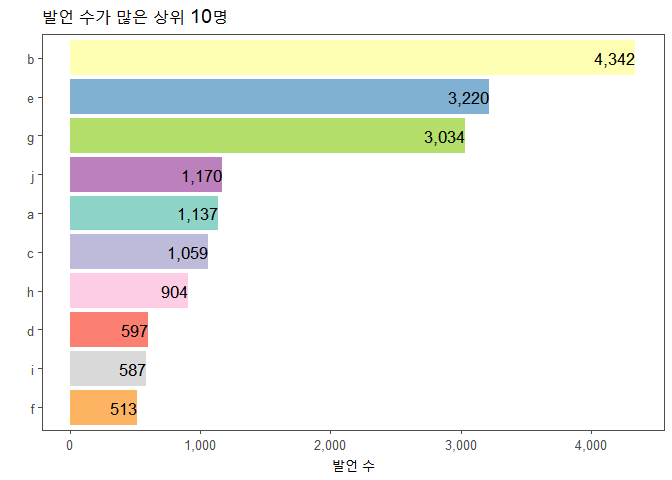 발언 수가 많은 상위 10명
b 4,342
e 3,220
g 3,034
j 1,170
a 1,137
c 1,059
h 904
d 597
i 587
f 513
0 1,000 2,000 3,000 4,000
발언 수